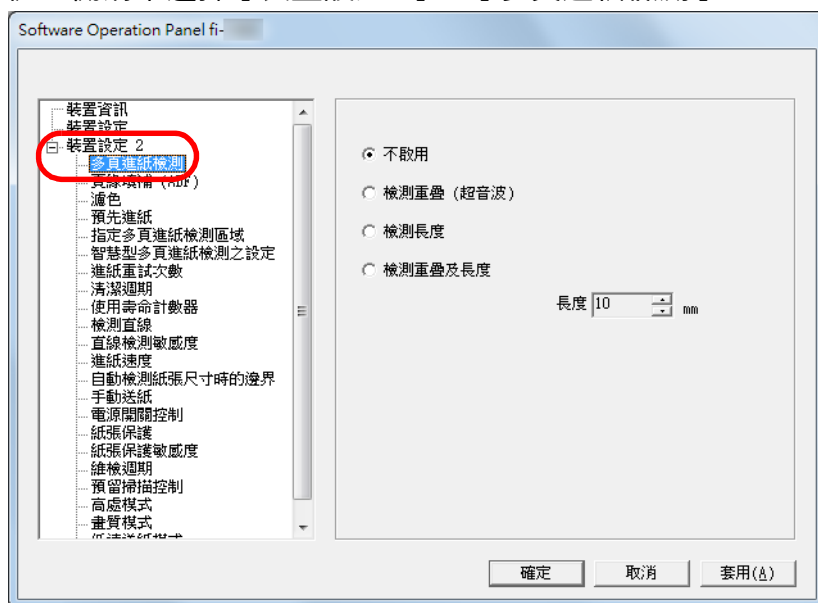 Software Operation Panel fi-
裝置資訊
裝置設定
裝置設定 2
多頁進紙檢測
頁緣填補 (ADF)
濾色
預先進紙
指定多頁進紙檢測區域
智慧型多頁進紙檢測之設定
進紙重試次數
清潔週期
使用壽命計數器
檢測直線
直線檢測敏感度
進紙速度
自動檢測紙張尺寸時的邊界
手動送紙
電源開關控制
紙張保護
紙張保護敏感度
維檢週期
預留掃描控制
高處模式
畫質模式
不啟用
檢測重疊 (超音波)
檢測長度
檢測重疊及長度
長度 10 mm
確定 取消 套用(A)